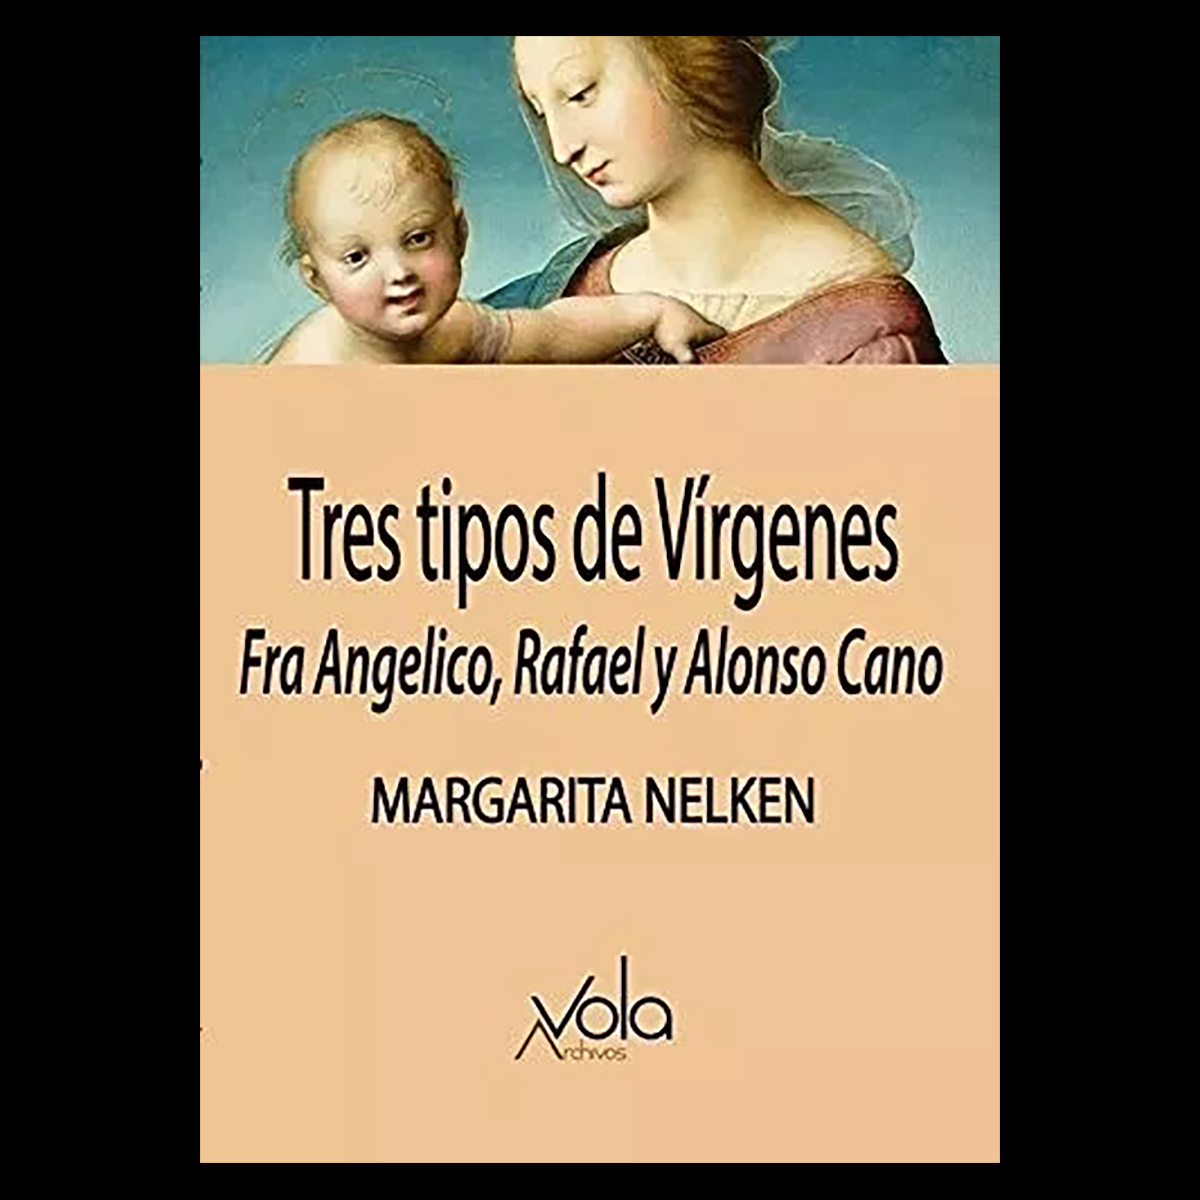 Tres tipos de Vírgenes
Fra Angelico, Rafael y Alonso Cano
MARGARITA NELKEN
Vola
Archivos